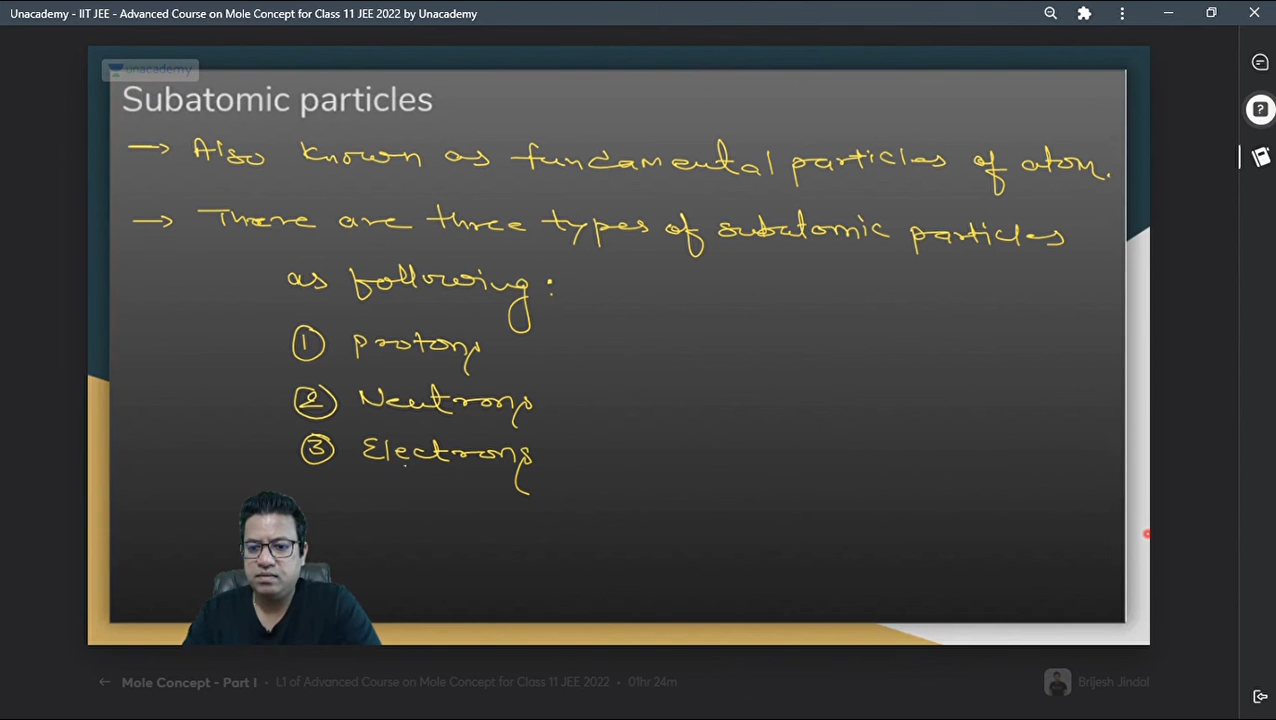 Unacademy - IIT JEE - Advanced Course on Mole Concept for Class 11 JEE 2022 by Unacademy
unacademy
Subatomic particles
→ Also known as fundamental particles of atom.
→ There are three types of subatomic particles
as following:
① Protons
② Neutrons
③ Electrons
← Mole Concept - Part I • L1 of Advanced Course on Mole Concept for Class 11 JEE 2022 • 01hr 24m
Brijesh Jindal